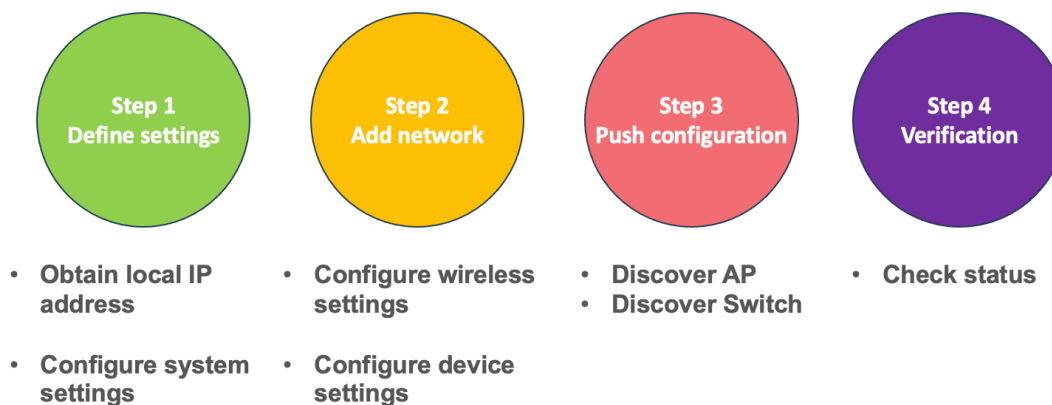 Step 1
Define settings
Step 2
Add network
Step 3
Push configuration
Step 4
Verification
• Obtain local IP
address
• Configure system
settings
• Configure wireless
settings
• Configure device
settings
• Discover AP
• Discover Switch
• Check status